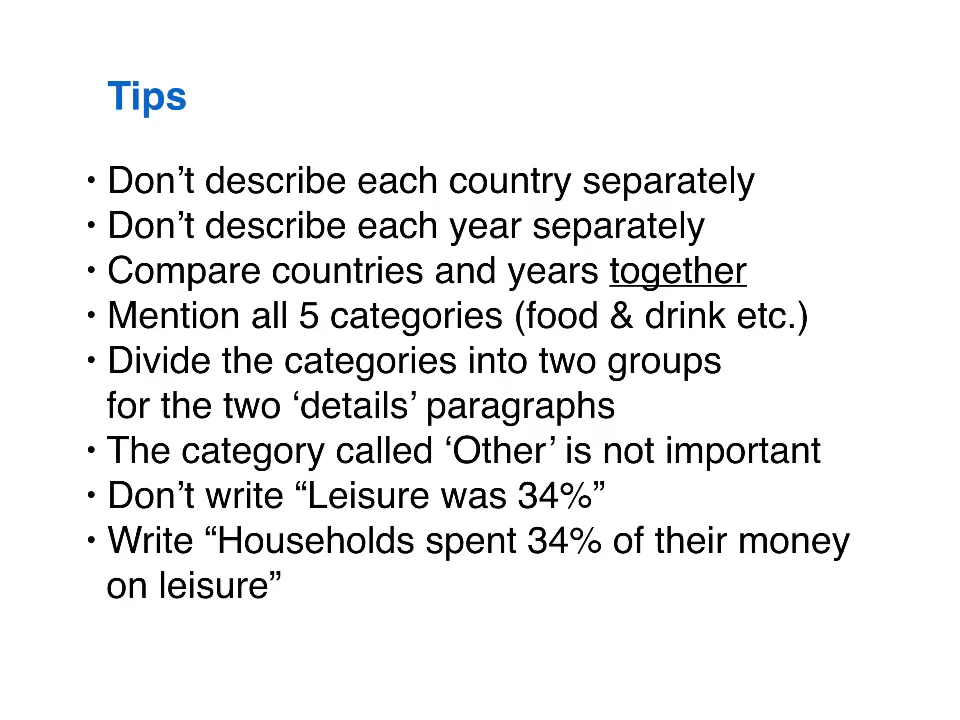 Tips
• Don’t describe each country separately
• Don’t describe each year separately
• Compare countries and years together
• Mention all 5 categories (food & drink etc.)
• Divide the categories into two groups
for the two ‘details’ paragraphs
• The category called ‘Other’ is not important
• Don’t write “Leisure was 34%”
• Write “Households spent 34% of their money
on leisure”